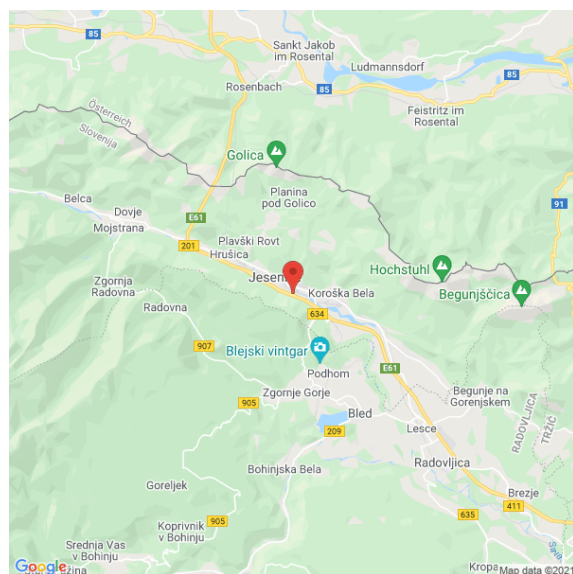 85
Sankt Jakob
im Rosental
Ludmannsdorf
85
85
Rosenbach
Feistritz im
Rosental
Österreich
Slovenija
Golica
Planina
pod Golico
91
Belca
Dovje
Mojstrana
E61
201
Plavški Rovt
Hrušica
Hochstuhl
Zgornja
Radovna
Koroška Bela
Begunjščica
Radovna
634
907
Blejski vintgar
E61
Podhom
Zgornje Gorje
905
Begunje na
Gorenjskem
RADOVLJICA
TRŽIČ
Bled
209
Lesce
Bohinjska Bela
Radovljica
Goreljek
Brezje
411
905
635
Koprivnik
v Bohinju
Sava
Srednja Vas
v Bohinju
Kropa
Google
Map data ©2021